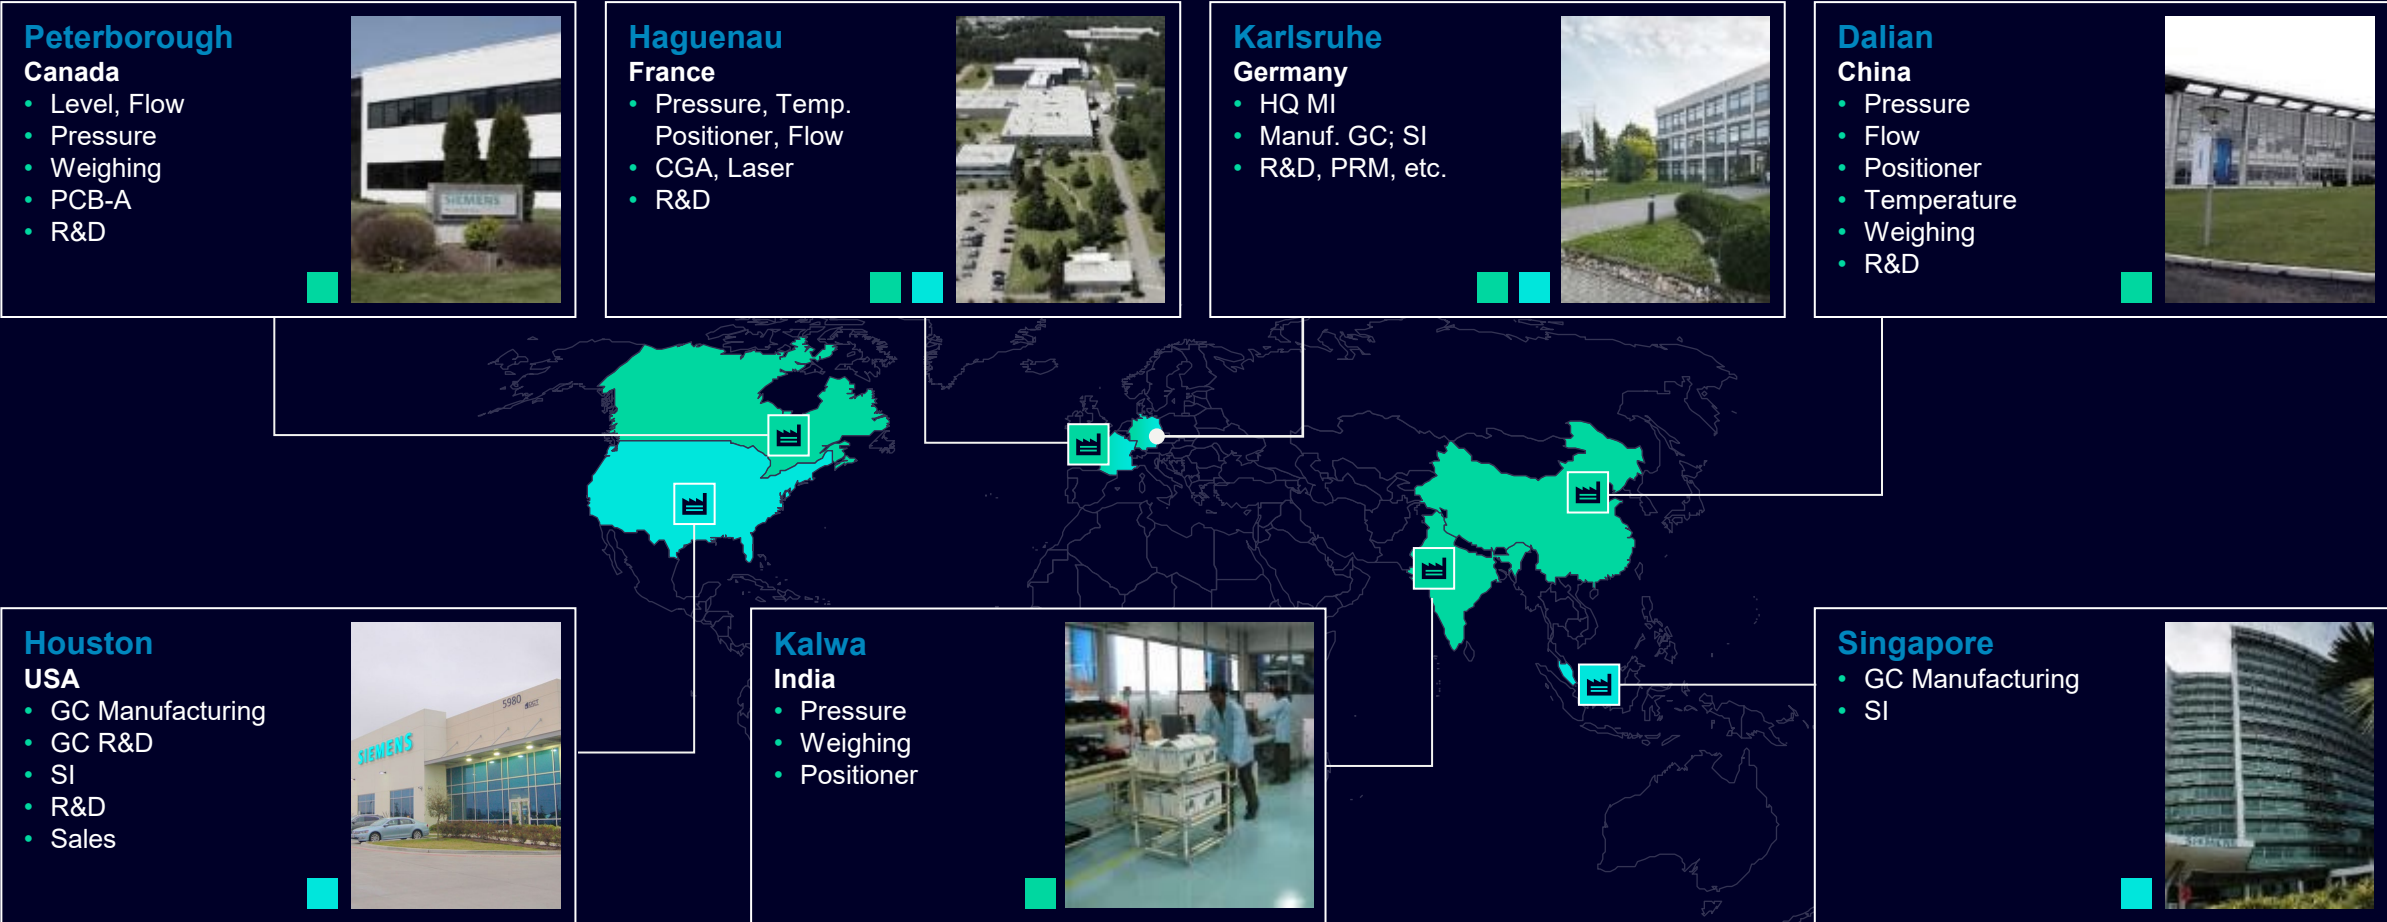 Peterborough
Canada
• Level, Flow
• Pressure
• Weighing
• PCB-A
• R&D
SIEMENS
Haguenau
France
• Pressure, Temp.
Positioner, Flow
• CGA, Laser
• R&D
Karlsruhe
Germany
• HQ MI
• Manuf. GC; SI
• R&D, PRM, etc.
Dalian
China
• Pressure
• Flow
• Positioner
• Temperature
• Weighing
• R&D
Houston
USA
• GC Manufacturing
• GC R&D
• SI
• R&D
• Sales
5980
SIEMENS
Kalwa
India
• Pressure
• Weighing
• Positioner
Singapore
• GC Manufacturing
• SI